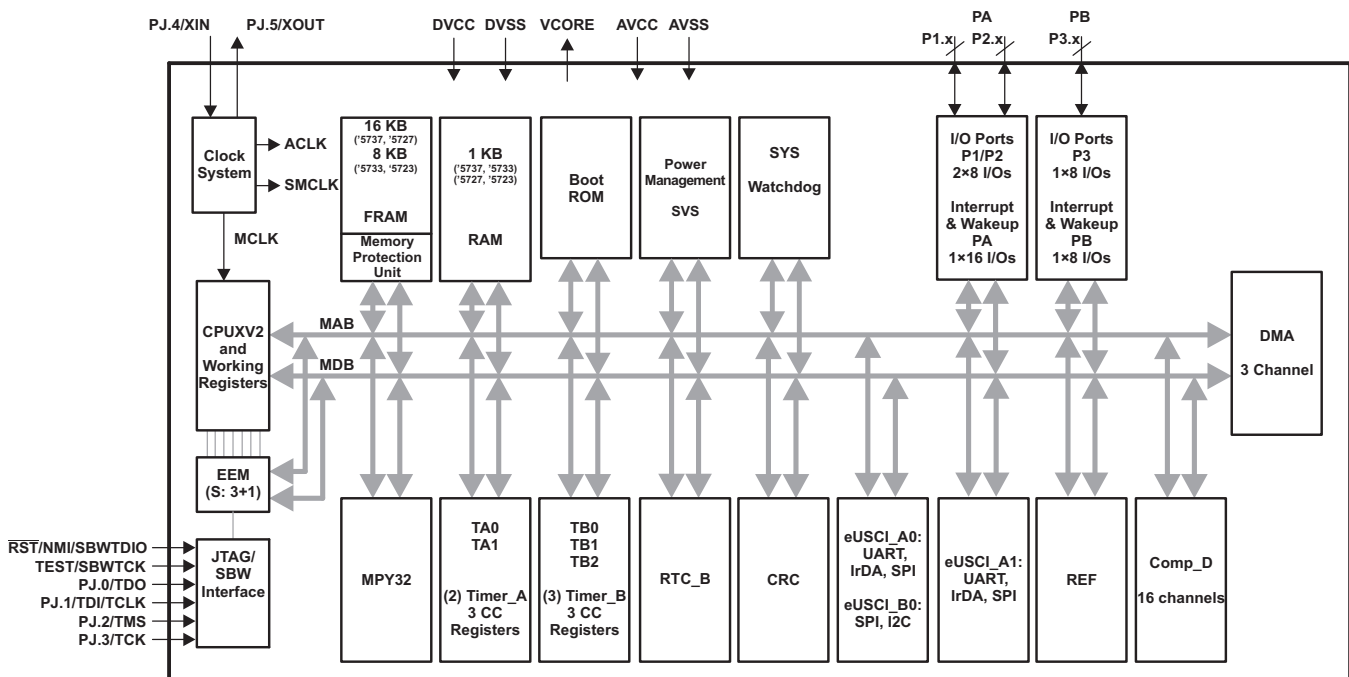 PJ.4/XIN
PJ.5/XOUT
DVCC
DVSS
VCORE
AVCC
AVSS
PA
P1.x
P2.x
PB
P3.x
Clock
System
ACLK
SMCLK
MCLK
16 KB
(’5737, ’5727)
8 KB
(’5733, ‘5723)
FRAM
Memory
Protection
Unit
1 KB
(’5737, ’5733)
(’5727, ’5723)
RAM
Boot
ROM
Power
Management
SVS
SYS
Watchdog
I/O Ports
P1/P2
2×8 I/Os
Interrupt
& Wakeup
PA
1×16 I/Os
I/O Ports
P3
1×8 I/Os
Interrupt
& Wakeup
PB
1×8 I/Os
CPUXV2
and
Working
Registers
MAB
MDB
DMA
3 Channel
EEM
(S: 3+1)
RST/NMI/SBWTDIO
TEST/SBWTCK
PJ.0/TDO
PJ.1/TDI/TCLK
PJ.2/TMS
PJ.3/TCK
JTAG/
SBW
Interface
MPY32
TA0
TA1
(2) Timer_A
3 CC
Registers
TB0
TB1
TB2
(3) Timer_B
3 CC
Registers
RTC_B
CRC
eUSCI_A0:
UART,
IrDA, SPI
eUSCI_B0:
SPI, I2C
eUSCI_A1:
UART,
IrDA, SPI
REF
Comp_D
16 channels